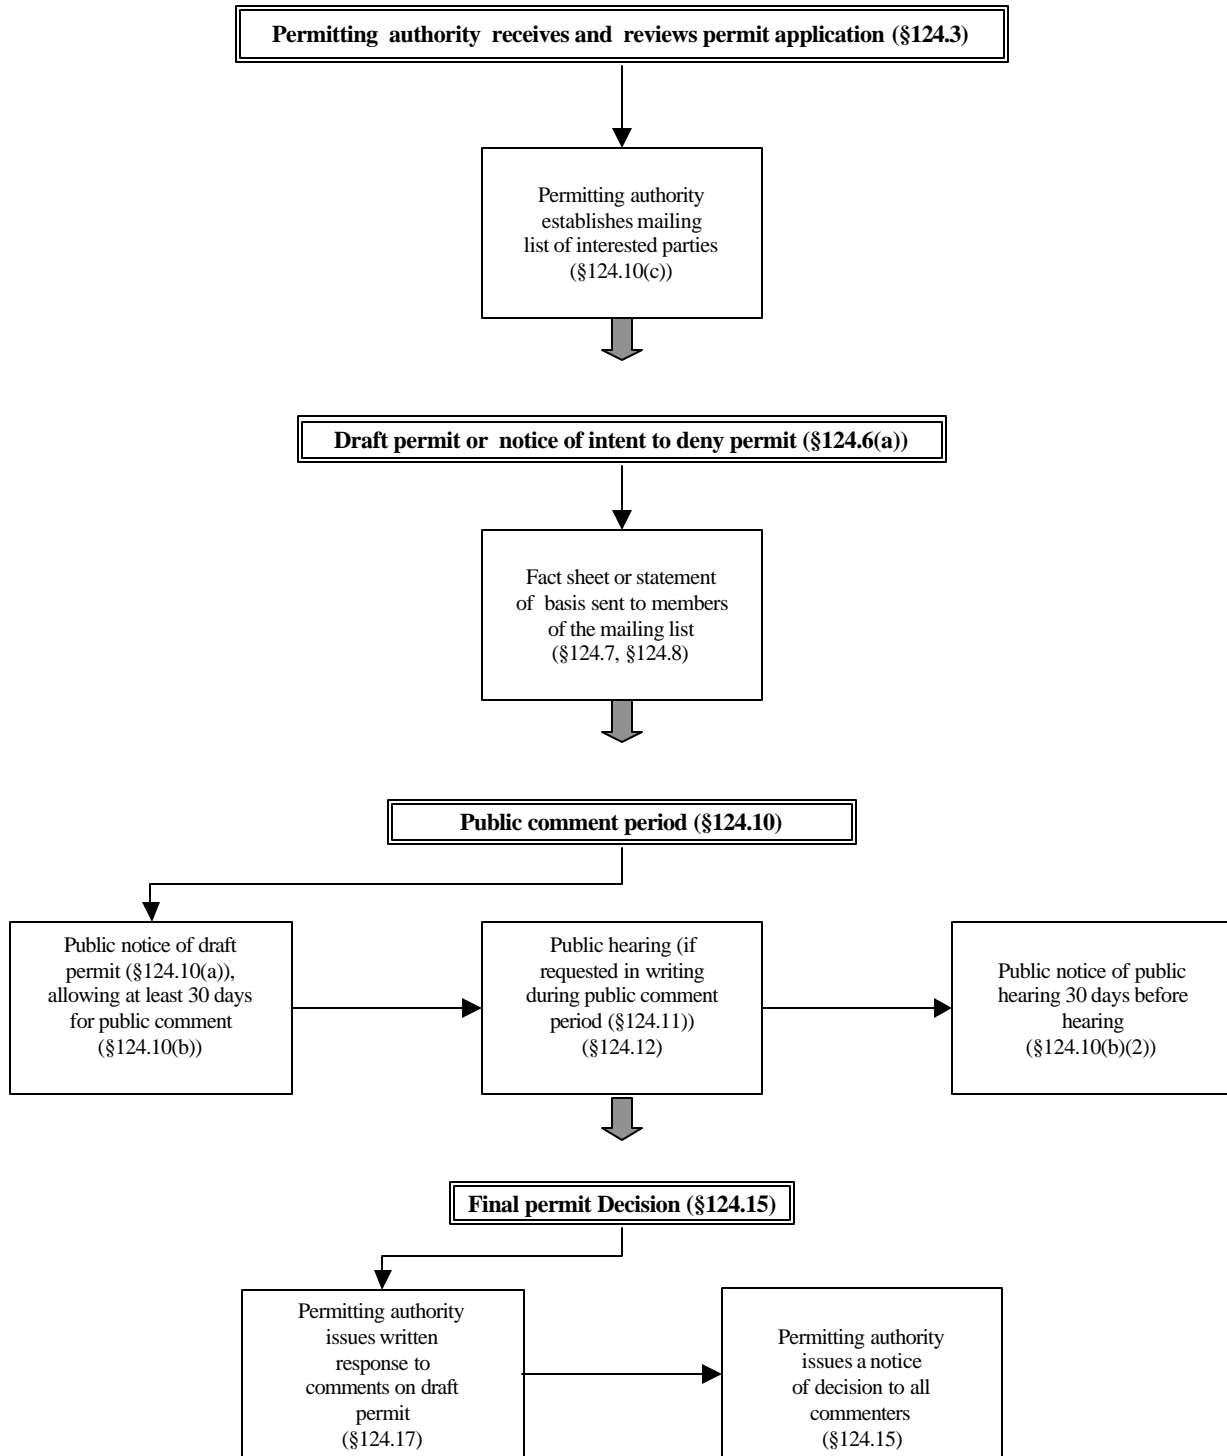 Permitting authority receives and reviews permit application (§124.3)
Permitting authority
establishes mailing
list of interested parties
(§124.10(c))
Draft permit or notice of intent to deny permit (§124.6(a))
Fact sheet or statement
of basis sent to members
of the mailing list
(§124.7, §124.8)
Public comment period (§124.10)
Public notice of draft
permit (§124.10(a)),
allowing at least 30 days
for public comment
(§124.10(b))
Public hearing (if
requested in writing
during public comment
period (§124.11))
(§124.12)
Public notice of public
hearing 30 days before
hearing
(§124.10(b)(2))
Final permit Decision (§124.15)
Permitting authority
issues written
response to
comments on draft
permit
(§124.17)
Permitting authority
issues a notice
of decision to all
commenters
(§124.15)